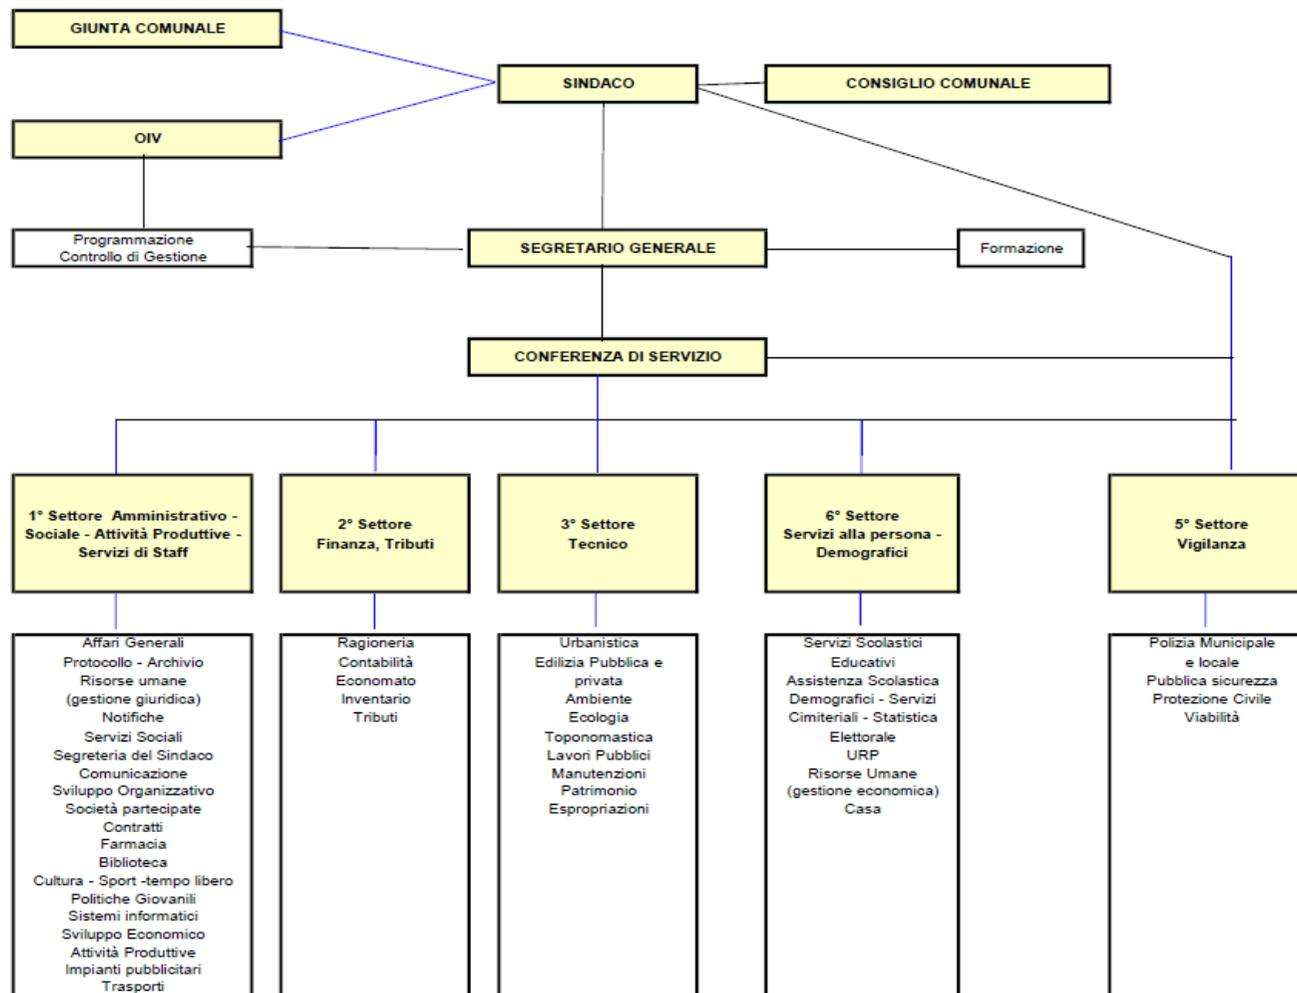 GIUNTA COMUNALE
SINDACO
CONSIGLIO COMUNALE
OIV
Programmazione
Controllo di Gestione
SEGRETARIO GENERALE
Formazione
CONFERENZA DI SERVIZIO
1° Settore Amministrativo -
Sociale - Attività Produttive -
Servizi di Staff
2° Settore
Finanza, Tributi
3° Settore
Tecnico
6° Settore
Servizi alla persona -
Demografici
5° Settore
Vigilanza
Affari Generali
Protocollo - Archivio
Risorse umane
(gestione giuridica)
Notifiche
Servizi Sociali
Segreteria del Sindaco
Comunicazione
Sviluppo Organizzativo
Società partecipate
Contratti
Farmacia
Biblioteca
Cultura - Sport -tempo libero
Politiche Giovanili
Sistemi informatici
Sviluppo Economico
Attività Produttive
Impianti pubblicitari
Trasporti
Ragioneria
Contabilità
Economato
Inventario
Tributi
Urbanistica
Edilizia Pubblica e
privata
Ambiente
Ecologia
Toponomastica
Lavori Pubblici
Manutenzioni
Patrimonio
Espropriazioni
Servizi Scolastici
Educativi
Assistenza Scolastica
Demografici - Servizi
Cimiteriali - Statistica
Elettorale
URP
Risorse Umane
(gestione economica)
Casa
Polizia Municipale
e locale
Pubblica sicurezza
Protezione Civile
Viabilità